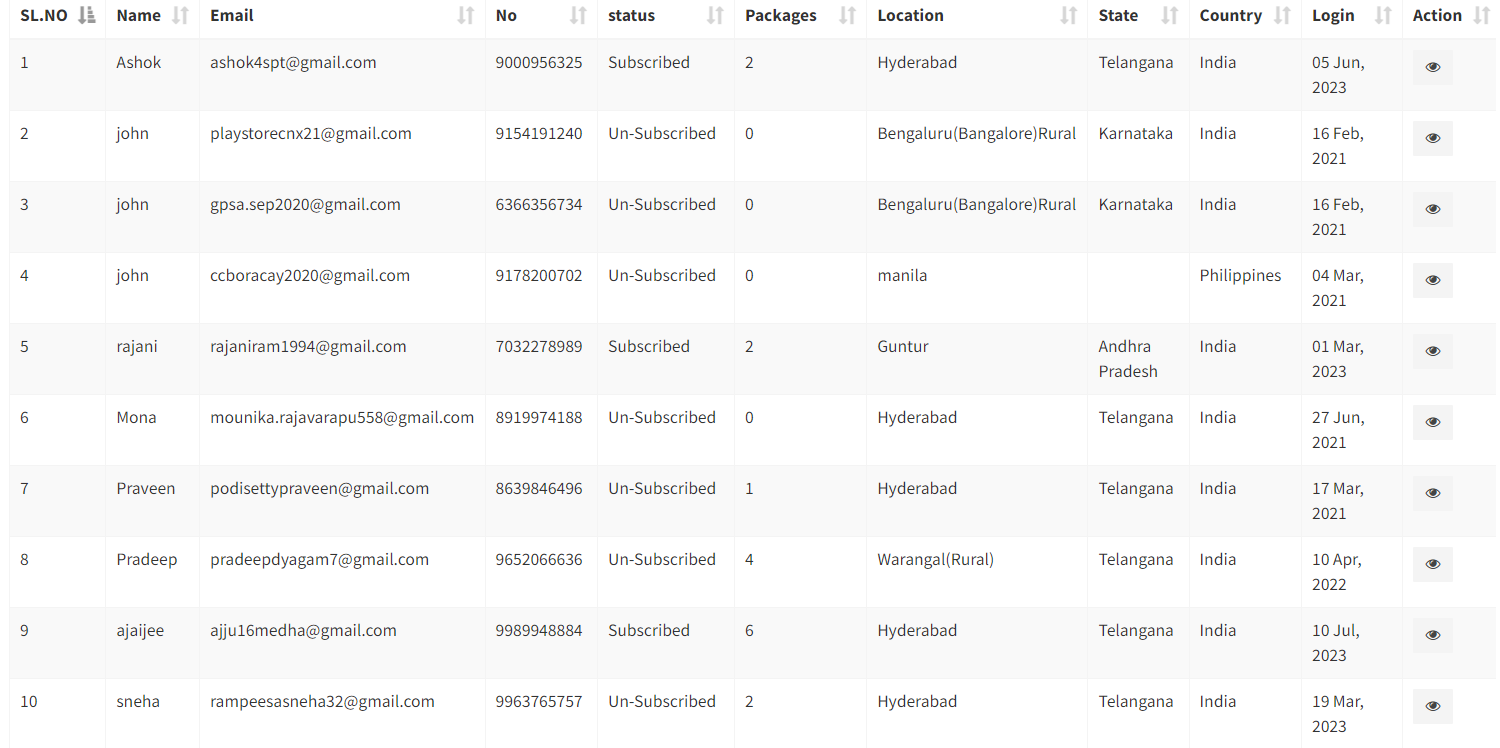 SL.NO Name Email No status Packages Location State Country Login Action
1 Ashok ashok4spt@gmail.com 9000956325 Subscribed 2 Hyderabad Telangana India 05 Jun,
2023
2 john playstorecnx21@gmail.com 9154191240 Un-Subscribed 0 Bengaluru(Bangalore)Rural Karnataka India 16 Feb,
2021
3 john gpsa.sep2020@gmail.com 6366356734 Un-Subscribed 0 Bengaluru(Bangalore)Rural Karnataka India 16 Feb,
2021
4 john ccboracay2020@gmail.com 9178200702 Un-Subscribed 0 manila Philippines 04 Mar,
2021
5 rajani rajaniram1994@gmail.com 7032278989 Subscribed 2 Guntur Andhra India 01 Mar,
Pradesh 2023
6 Mona mounika.rajavarapu558@gmail.com 8919974188 Un-Subscribed 0 Hyderabad Telangana India 27 Jun,
2021
7 Praveen podisettypraveen@gmail.com 8639846496 Un-Subscribed 1 Hyderabad Telangana India 17 Mar,
2021
8 Pradeep pradeepdyagam7@gmail.com 9652066636 Un-Subscribed 4 Warangal(Rural) Telangana India 10 Apr,
2022
9 ajaijee ajju16medha@gmail.com 9989948884 Subscribed 6 Hyderabad Telangana India 10 Jul,
2023
10 sneha rampeesasneha32@gmail.com 9963765757 Un-Subscribed 2 Hyderabad Telangana India 19 Mar,
2023